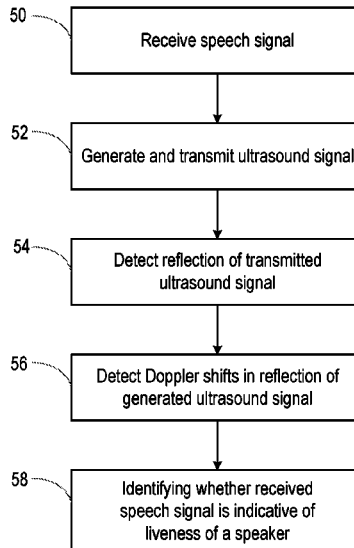 50
Receive speech signal
52
Generate and transmit ultrasound signal
54
Detect reflection of transmitted
ultrasound signal
56
Detect Doppler shifts in reflection of
generated ultrasound signal
58
Identifying whether received
speech signal is indicative of
liveness of a speaker